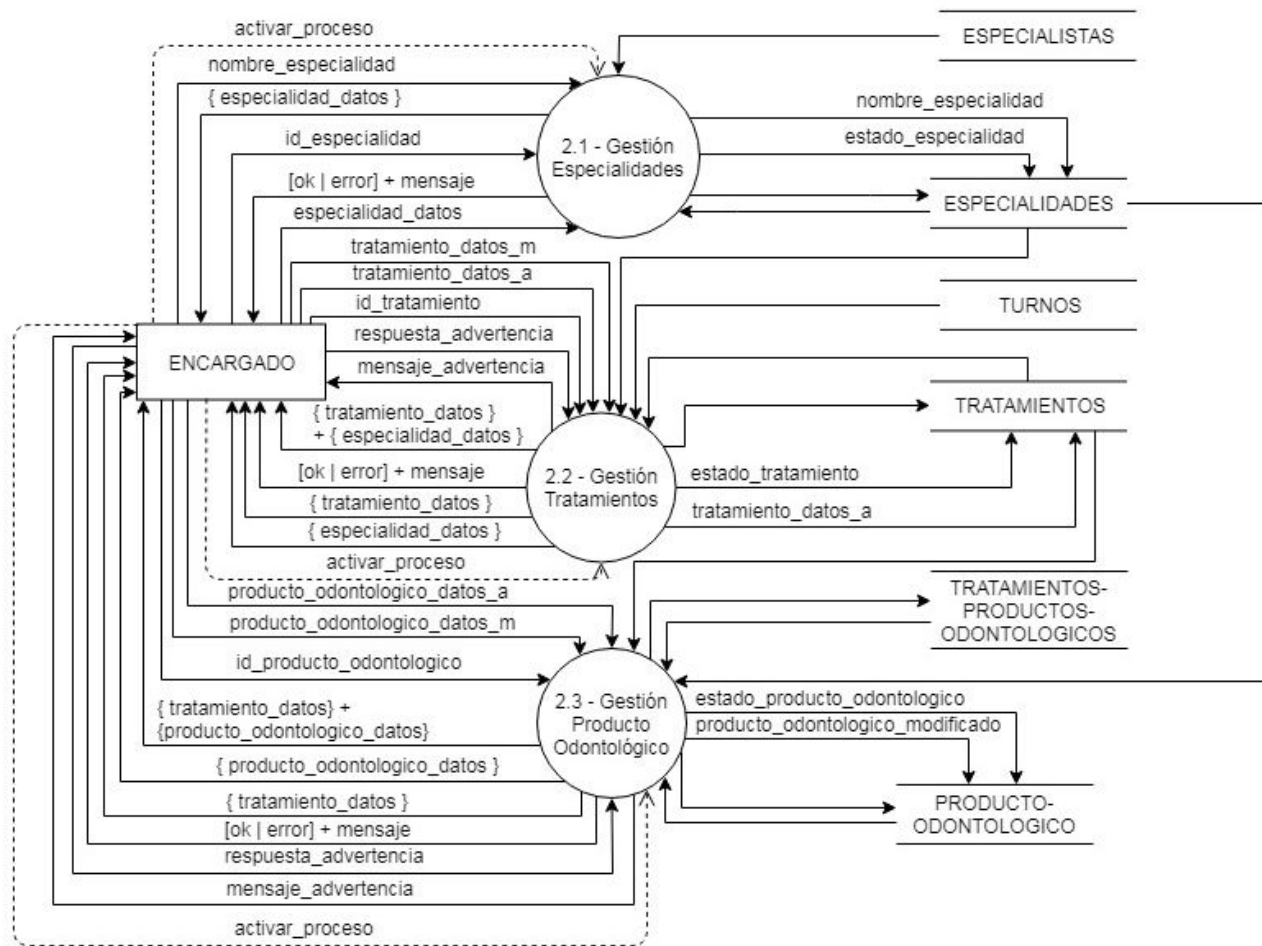 activar_proceso
ESPECIALISTAS
nombre_especialidad
{ especialidad_datos }
nombre_especialidad
id_especialidad
estado_especialidad
2.1 - Gestión
Especialidades
[ok | error] + mensaje
ESPECIALIDADES
especialidad_datos
tratamiento_datos_m
tratamiento_datos_a
id_tratamiento
TURNOS
respuesta_advertencia
ENCARGADO
mensaje_advertencia
{ tratamiento_datos }
+ { especialidad_datos }
TRATAMIENTOS
[ok | error] + mensaje
2.2 - Gestión
Tratamientos
estado_tratamiento
{ tratamiento_datos }
tratamiento_datos_a
{ especialidad_datos }
activar_proceso
producto_odontologico_datos_a
TRATAMIENTOS-
PRODUCTOS-
ODONTOLOGICOS
producto_odontologico_datos_m
id_producto_odontologico
2.3 - Gestión
Producto
Odontológico
estado_producto_odontologico
{ tratamiento_datos} +
{producto_odontologico_datos}
producto_odontologico_modificado
{ producto_odontologico_datos }
{ tratamiento_datos }
PRODUCTO-
ODONTOLOGICO
[ok | error] + mensaje
respuesta_advertencia
mensaje_advertencia
activar_proceso